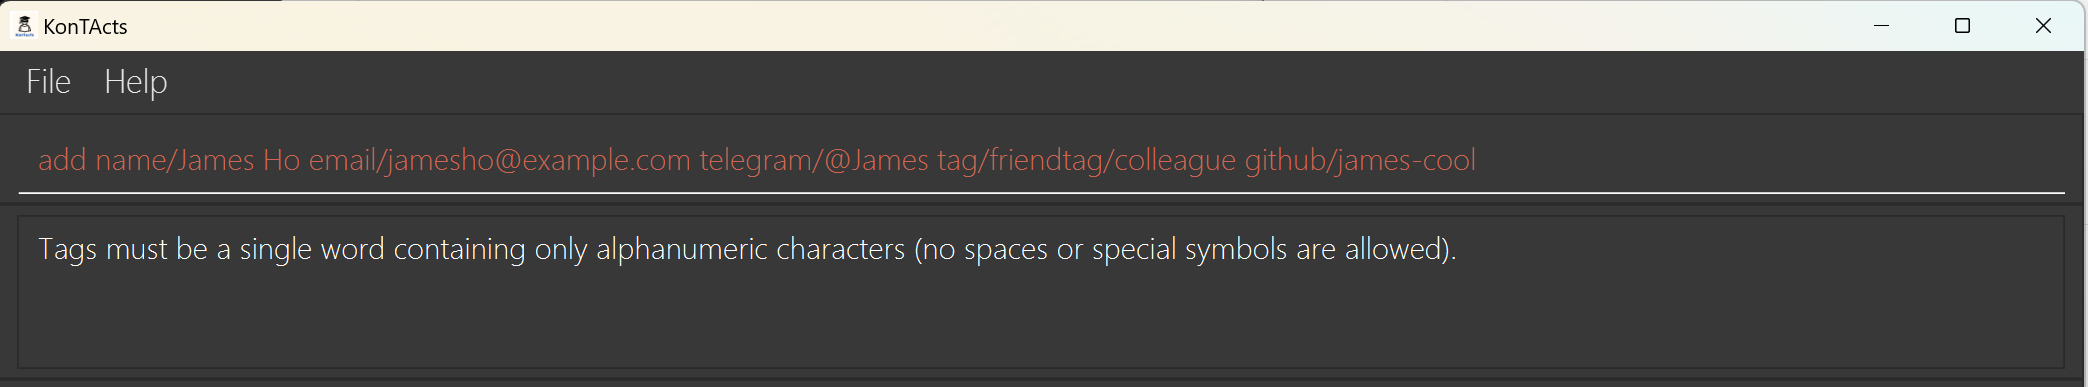 KonTActs
File Help
add name/James Ho email/jamesho@example.com telegram/@James tag/friendtag/colleague github/james-cool
Tags must be a single word containing only alphanumeric characters (no spaces or special symbols are allowed).